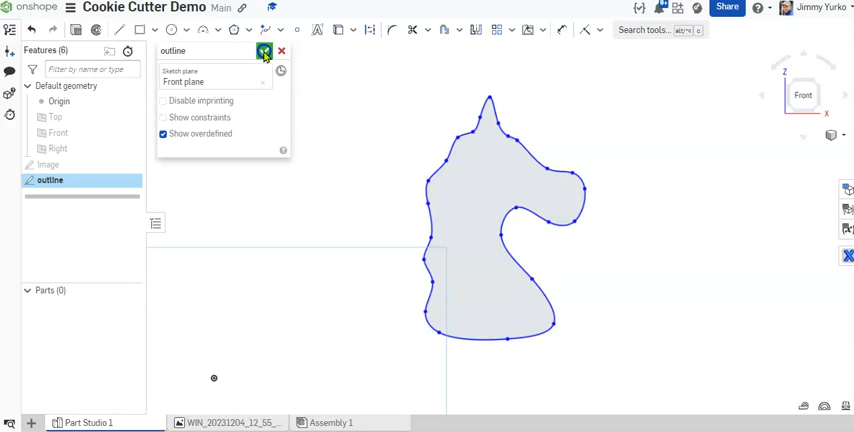 onshape Cookie Cutter Demo Main Share Jimmy Yurko
Search tools... alt/⌥ c
Features (6)
Filter by name or type
Default geometry
Origin
Top
Front
Right
Image
outline
Parts (0)
outline
Sketch plane
Front plane
Disable imprinting
Show constraints
Show overdefined
Z
Front
X
Part Studio 1 WIN_20231204_12_55_... Assembly 1